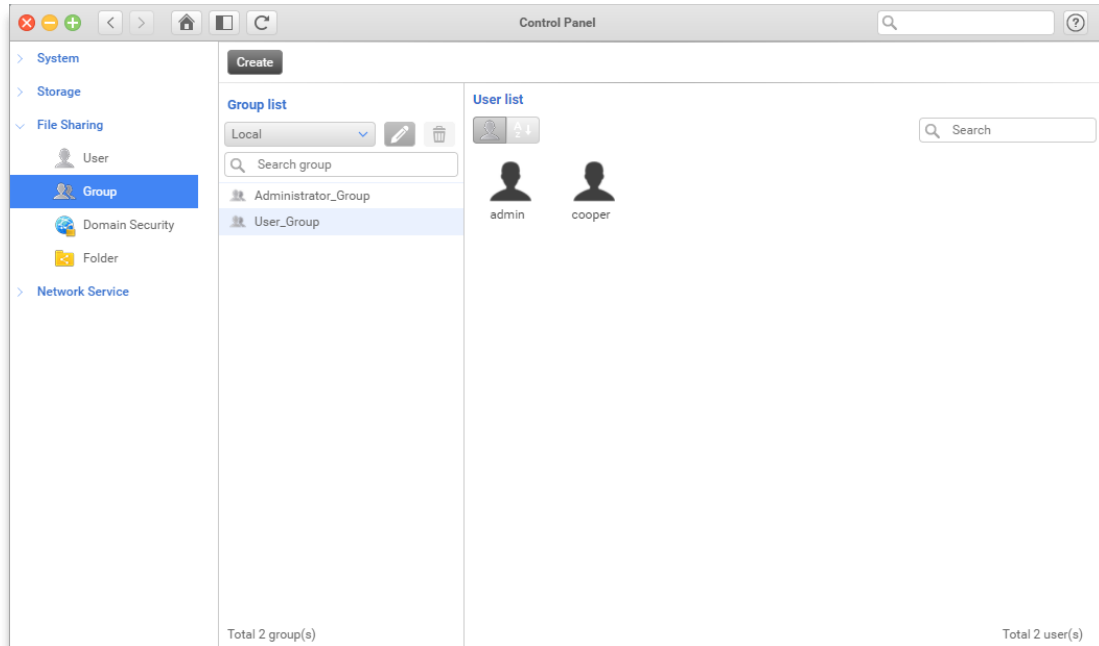 Control Panel
?
System
Storage
File Sharing
User
Group
Domain Security
Folder
Network Service
Create
Group list
Local
Search group
Administrator_Group
User_Group
Total 2 group(s)
User list
A
Z
Search
admin
cooper
Total 2 user(s)